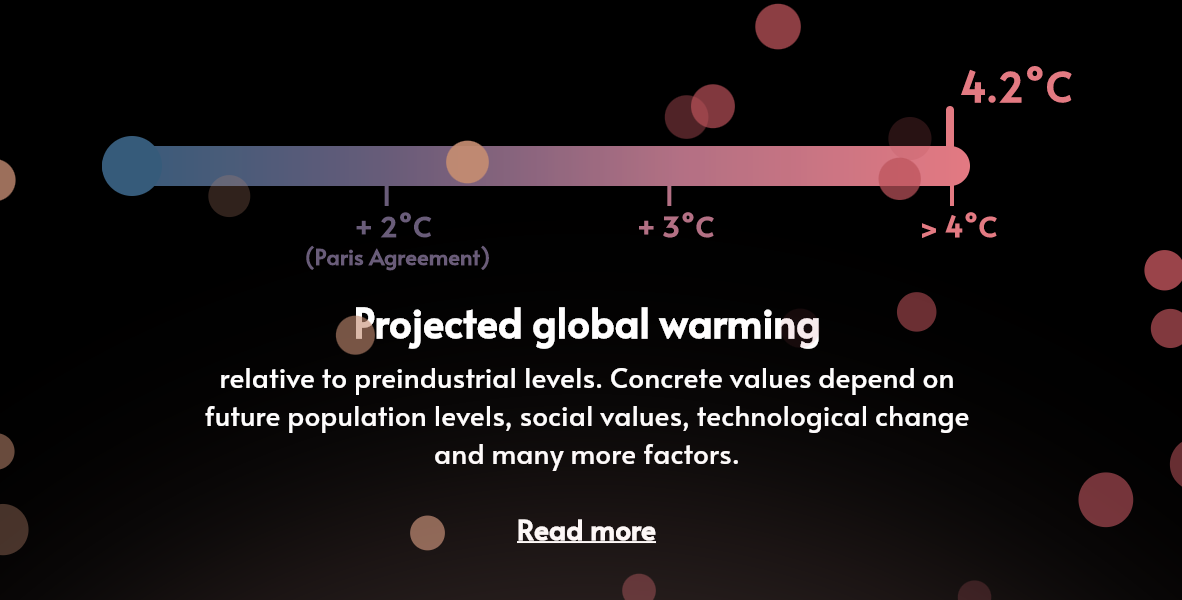 4.2°C
+ 2°C
+ 3°C
> 4°C
(Paris Agreement)
Projected global warming
relative to preindustrial levels. Concrete values depend on
future population levels, social values, technological change
and many more factors.
Read more